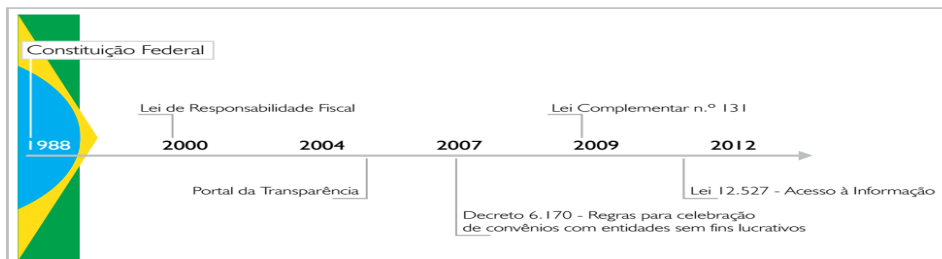 Constituição Federal
Lei de Responsabilidade Fiscal
Lei Complementar n.º 131
1988
2000
2004
2007
2009
2012
Portal da Transparência
Lei 12.527 - Acesso à Informação
Decreto 6.170 - Regras para celebração
de convênios com entidades sem fins lucrativos